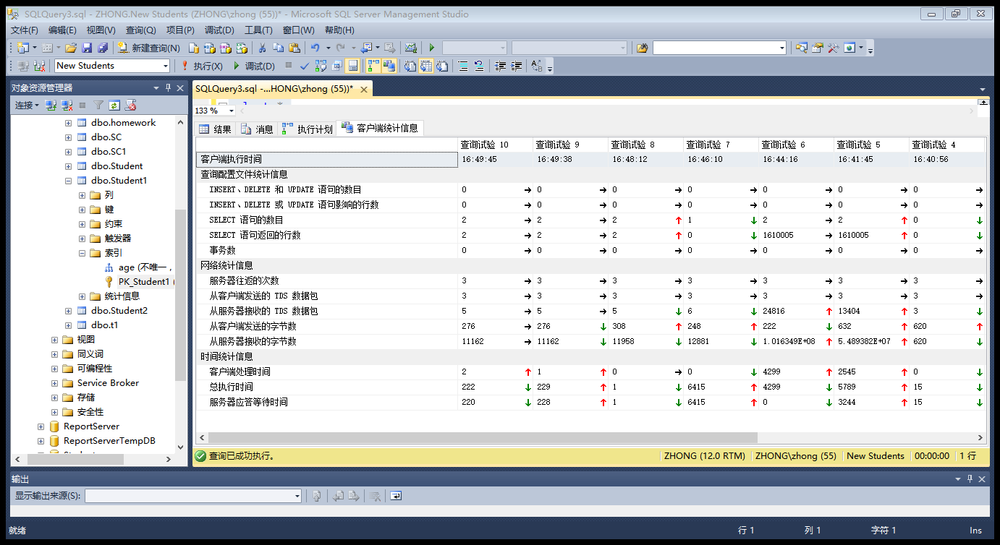 SQLQuery3.sql - ZHONG.New Students (ZHONG\zhong (55))* - Microsoft SQL Server Management Studio
文件(F) 编辑(E) 视图(V) 查询(Q) 项目(P) 调试(D) 工具(T) 窗口(W) 帮助(H)
新建查询(N)
New Students 执行(X) 调试(D)
对象资源管理器
连接
dbo.homework
dbo.SC
dbo.SC1
dbo.Student
dbo.Student1
列
键
约束
触发器
索引
age (不唯一，
PK_Student1 (
统计信息
dbo.Student2
dbo.t1
视图
同义词
可编程性
Service Broker
存储
安全性
ReportServer
ReportServerTempDB
SQLQuery3.sql -...HONG\zhong (55))*
133 %
结果 消息 执行计划 客户端统计信息
查询试验 10 查询试验 9 查询试验 8 查询试验 7 查询试验 6 查询试验 5 查询试验 4
客户端执行时间 16:49:45 16:49:38 16:48:12 16:46:10 16:44:16 16:41:45 16:40:56
查询配置文件统计信息
INSERT、DELETE 和 UPDATE 语句的数目 0 → 0 → 0 → 0 → 0 → 0 → 0 →
INSERT、DELETE 或 UPDATE 语句影响的行数 0 → 0 → 0 → 0 → 0 → 0 → 0 →
SELECT 语句的数目 2 → 2 → 2 ↑ 1 ↓ 2 → 2 ↑ 0 ↓
SELECT 语句返回的行数 2 → 2 → 2 ↑ 0 ↓ 1610005 → 1610005 ↑ 0 ↓
事务数 0 → 0 → 0 → 0 → 0 → 0 → 0 →
网络统计信息
服务器往返的次数 3 → 3 → 3 → 3 → 3 → 3 → 3 →
从客户端发送的 TDS 数据包 3 → 3 → 3 → 3 → 3 → 3 → 3 →
从服务器接收的 TDS 数据包 5 → 5 → 5 ↓ 6 ↓ 24816 ↑ 13404 ↑ 3 ↓
从客户端发送的字节数 276 → 276 ↓ 308 ↑ 248 ↑ 222 ↓ 632 ↑ 620 ↑
从服务器接收的字节数 11162 → 11162 ↓ 11958 ↓ 12881 ↓ 1.016349E+08 ↑ 5.489382E+07 ↑ 620 ↓
时间统计信息
客户端处理时间 2 ↑ 1 ↑ 0 → 0 ↓ 4299 ↑ 2545 ↑ 0 ↓
总执行时间 222 ↓ 229 ↑ 1 ↓ 6415 ↑ 4299 ↓ 5789 ↑ 15 ↓
服务器应答等待时间 220 ↓ 228 ↑ 1 ↓ 6415 ↑ 0 ↓ 3244 ↑ 15 ↓
查询已成功执行。 ZHONG (12.0 RTM) ZHONG\zhong (55) New Students 00:00:00 1 行
输出
显示输出来源(S):
就绪 行 1 列 1 字符 1 Ins